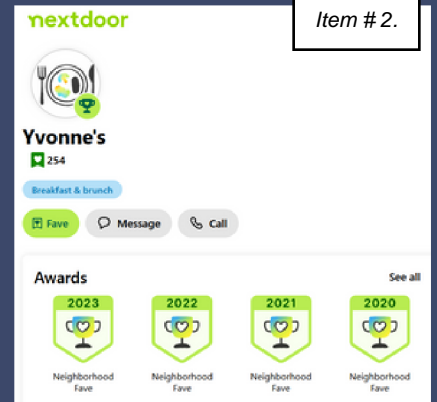 nextdoor
Item # 2.
Yvonne's
254
Breakfast & brunch
Fave
Message
Call
Awards
See all
2023
2022
2021
2020
Neighborhood
Fave
Neighborhood
Fave
Neighborhood
Fave
Neighborhood
Fave